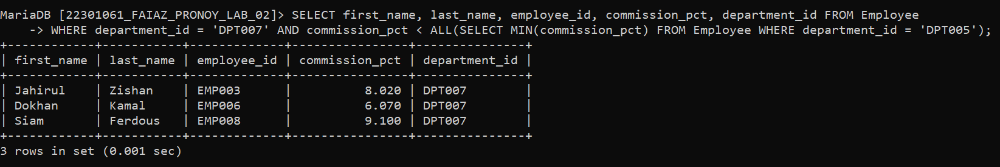 MariaDB [22301061_FAIAZ_PRONOY_LAB_02]> SELECT first_name, last_name, employee_id, commission_pct, department_id FROM Employee
    -> WHERE department_id = 'DPT007' AND commission_pct < ALL(SELECT MIN(commission_pct) FROM Employee WHERE department_id = 'DPT005');
+------------+-----------+-------------+----------------+---------------+
| first_name | last_name | employee_id | commission_pct | department_id |
+------------+-----------+-------------+----------------+---------------+
| Jahirul    | Zishan    | EMP003      |          8.020 | DPT007        |
| Dokhan     | Kamal     | EMP006      |          6.070 | DPT007        |
| Siam       | Ferdous   | EMP008      |          9.100 | DPT007        |
+------------+-----------+-------------+----------------+---------------+
3 rows in set (0.001 sec)